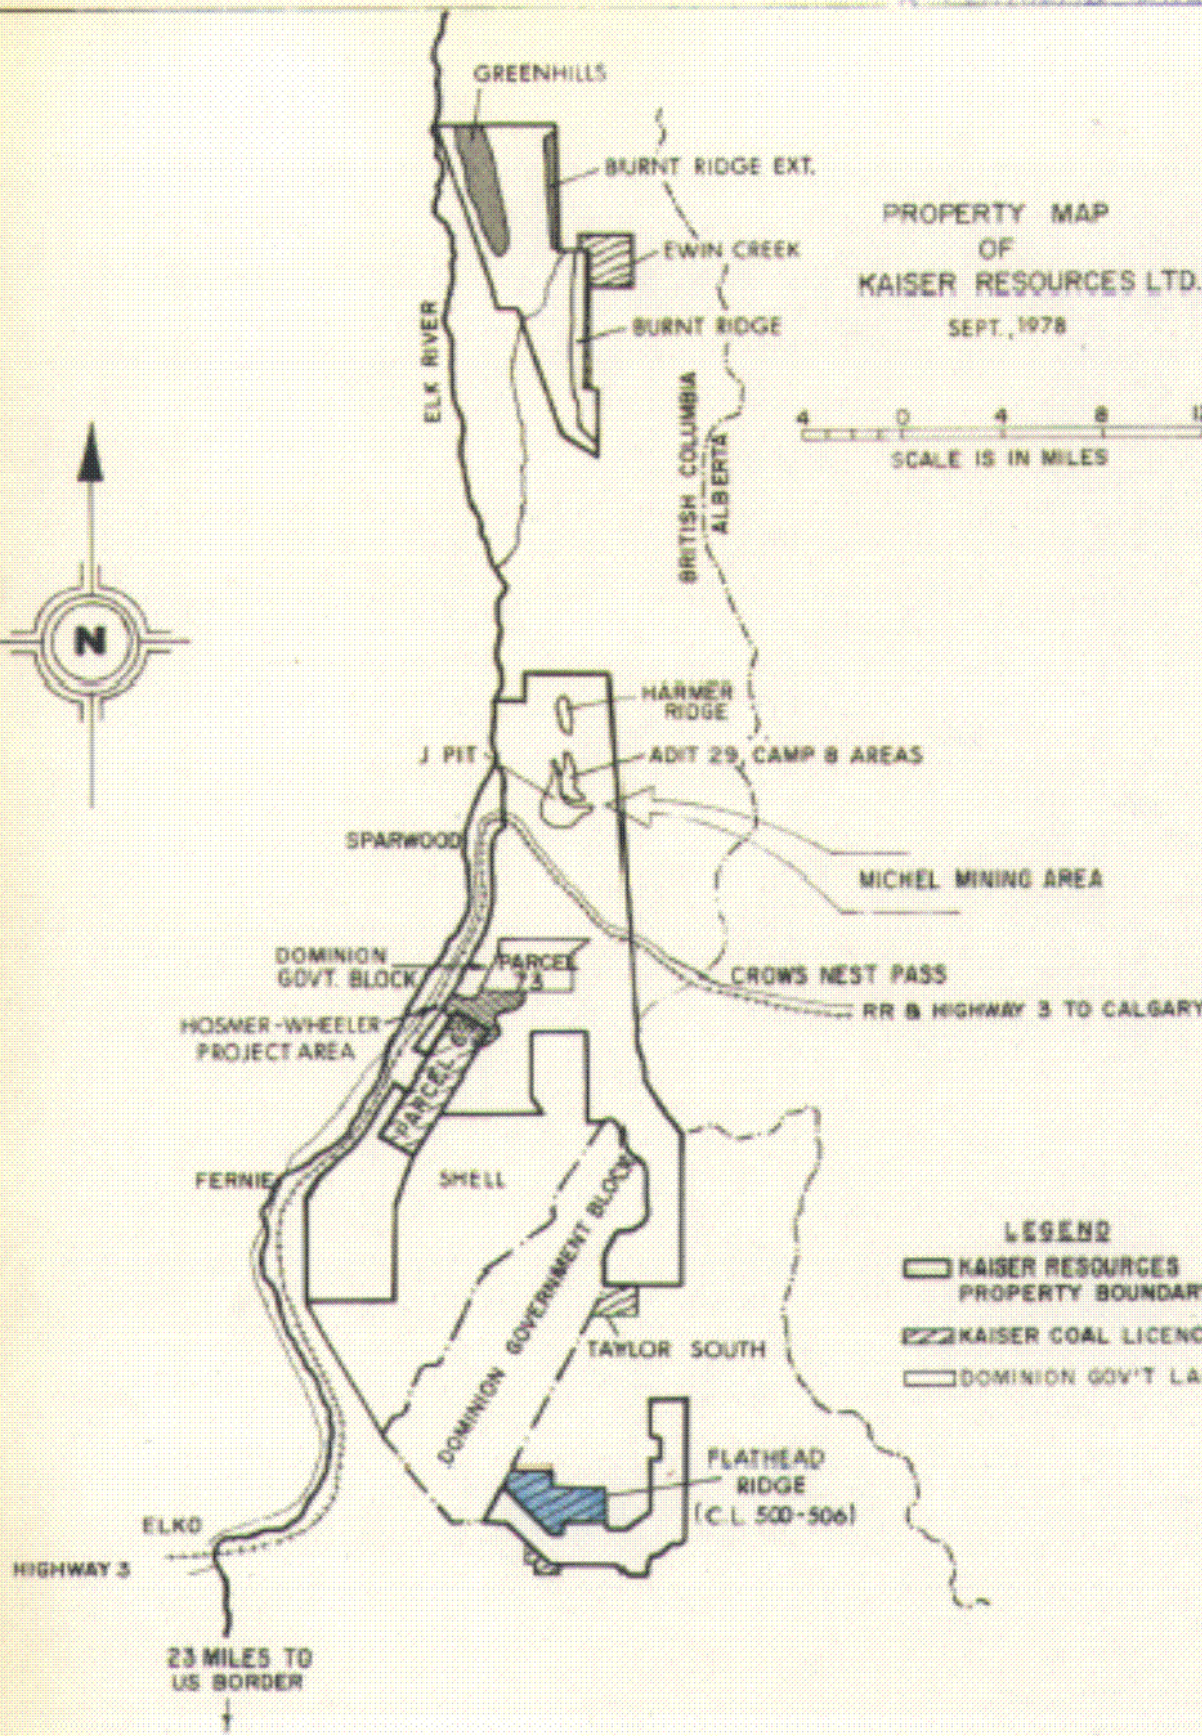 GREENHILLS
BURNT RIDGE EXT.
PROPERTY MAP
OF
KAISER RESOURCES LTD.
SEPT., 1978
EWIN CREEK
BURNT RIDGE
ELK RIVER
BRITISH COLUMBIA
ALBERTA
4 0 4 8
SCALE IS IN MILES
N
HARMER
RIDGE
J PIT
ADIT 29, CAMP 8 AREAS
SPARWOOD
MICHEL MINING AREA
DOMINION
GOVT. BLOCK
PARCEL
73
CROWS NEST PASS
RR & HIGHWAY 3 TO CALGARY
HOSMER-WHEELER
PROJECT AREA
PARCEL
FERNIE
SHELL
DOMINION GOVERNMENT BLOCK
LEGEND
KAISER RESOURCES
PROPERTY BOUNDAR
KAISER COAL LICENC
DOMINION GOV'T LA
TAYLOR SOUTH
FLATHEAD
RIDGE
(C.L. 500-506)
ELKO
HIGHWAY 3
23 MILES TO
US BORDER